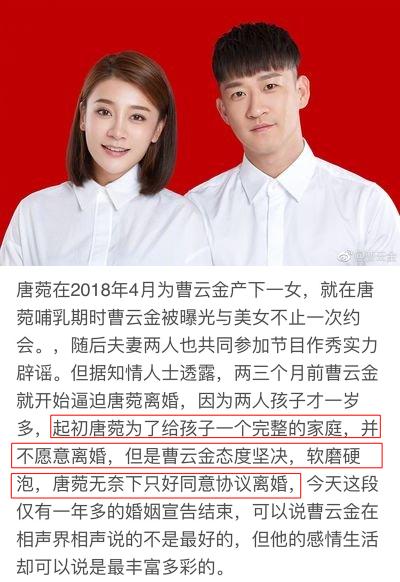 @曹云金
唐菀在2018年4月为曹云金产下一女，就在唐
菀哺乳期时曹云金被曝光与美女不止一次约
会。，随后夫妻两人也共同参加节目作秀实力
辟谣。但据知情人士透露，两三个月前曹云金
就开始逼迫唐菀离婚，因为两人孩子才一岁
多，起初唐菀为了给孩子一个完整的家庭，并
不愿意离婚，但是曹云金态度坚决，软磨硬
泡，唐菀无奈下只好同意协议离婚，今天这段
仅有一年多的婚姻宣告结束，可以说曹云金在
相声界相声说的不是最好的，但他的感情生活
却可以说是最丰富多彩的。